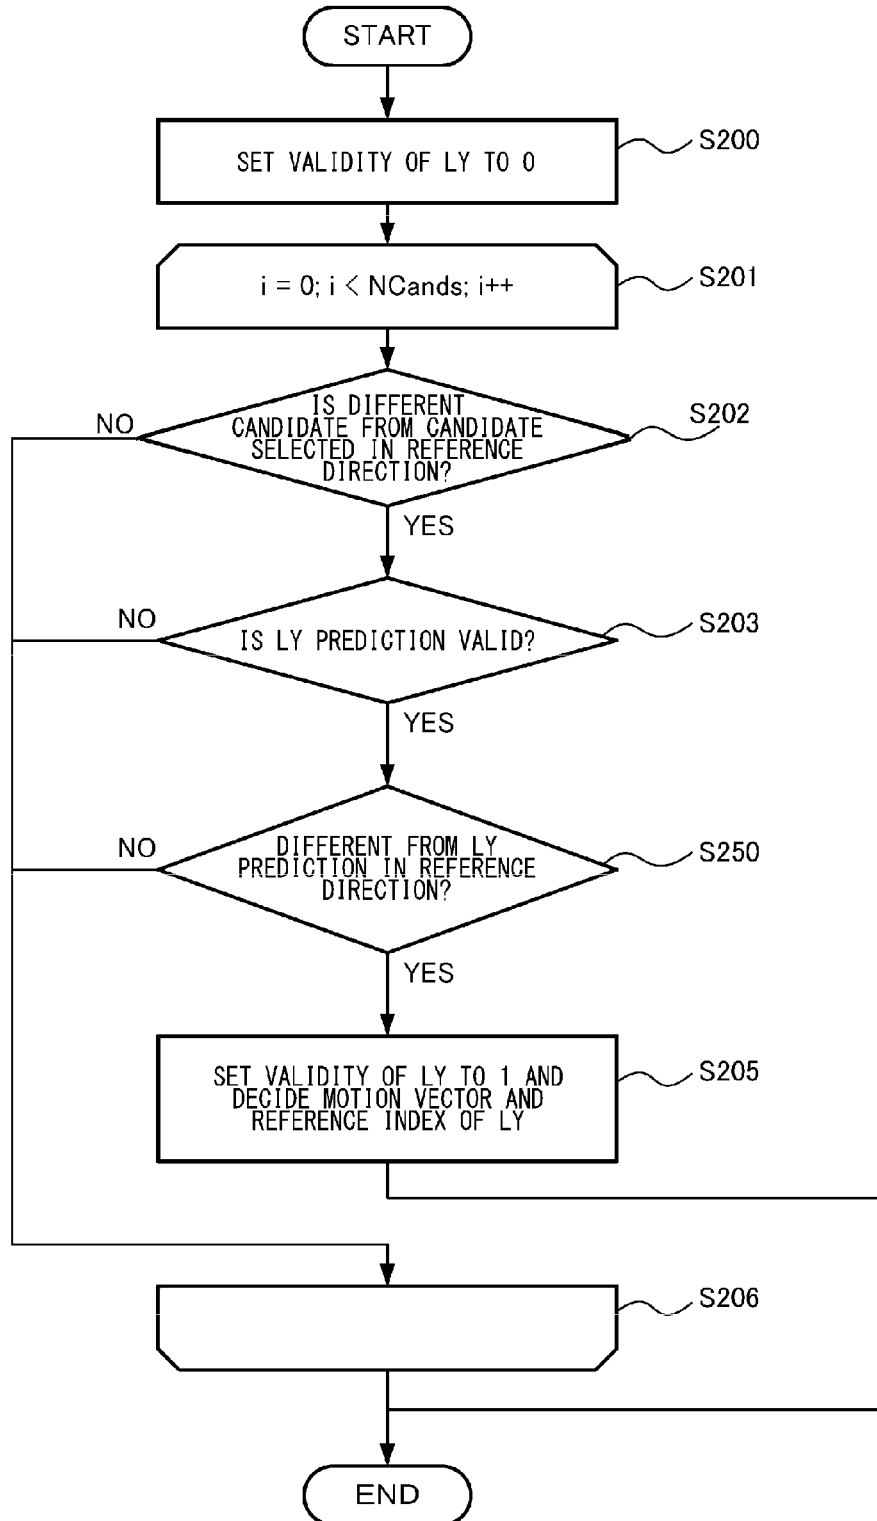 START
SET VALIDITY OF LY TO 0
S200
i = 0; i < NCands; i++
S201
IS DIFFERENT
CANDIDATE FROM CANDIDATE
SELECTED IN REFERENCE
DIRECTION?
S202
NO
YES
IS LY PREDICTION VALID?
S203
NO
YES
DIFFERENT FROM LY
PREDICTION IN REFERENCE
DIRECTION?
S250
NO
YES
SET VALIDITY OF LY TO 1 AND
DECIDE MOTION VECTOR AND
REFERENCE INDEX OF LY
S205
S206
END